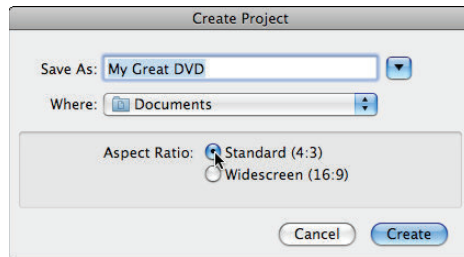 Create Project
Save As: My Great DVD
Where: Documents
Aspect Ratio: Standard (4:3)
Widescreen (16:9)
Cancel Create